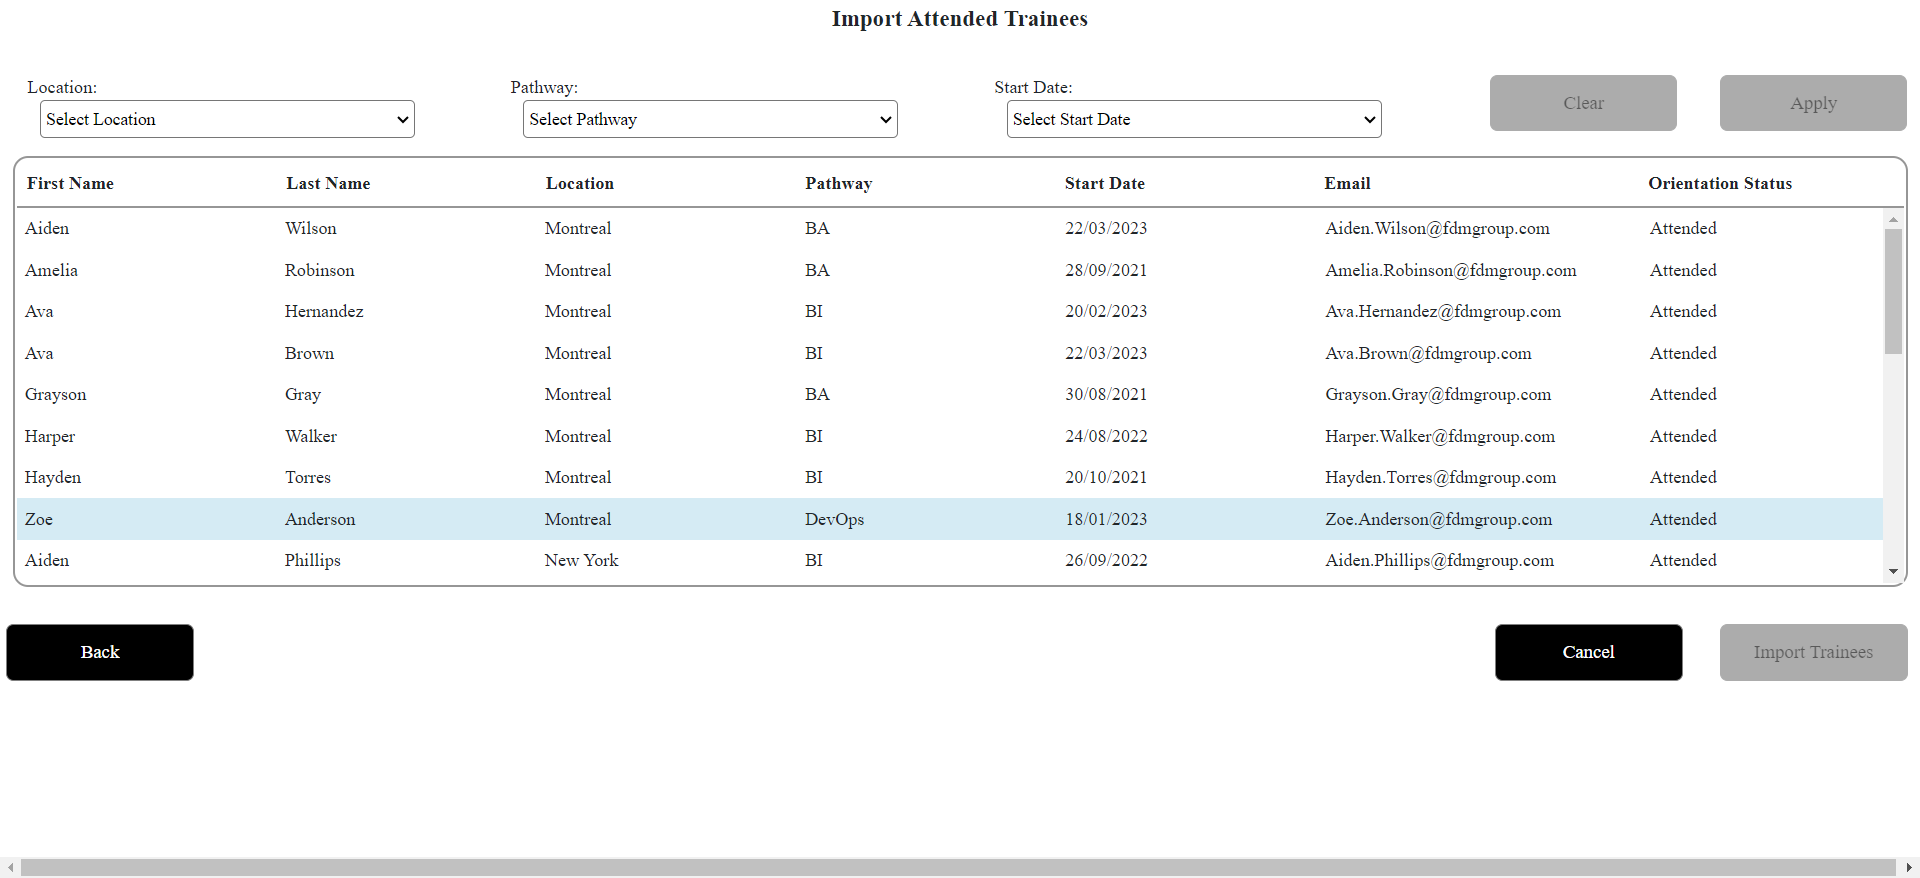 Import Attended Trainees
Location: Pathway: Start Date:
Select Location Select Pathway Select Start Date Clear Apply
First Name Last Name Location Pathway Start Date Email Orientation Status
Aiden Wilson Montreal BA 22/03/2023 Aiden.Wilson@fdmgroup.com Attended
Amelia Robinson Montreal BA 28/09/2021 Amelia.Robinson@fdmgroup.com Attended
Ava Hernandez Montreal BI 20/02/2023 Ava.Hernandez@fdmgroup.com Attended
Ava Brown Montreal BI 22/03/2023 Ava.Brown@fdmgroup.com Attended
Grayson Gray Montreal BA 30/08/2021 Grayson.Gray@fdmgroup.com Attended
Harper Walker Montreal BI 24/08/2022 Harper.Walker@fdmgroup.com Attended
Hayden Torres Montreal BI 20/10/2021 Hayden.Torres@fdmgroup.com Attended
Zoe Anderson Montreal DevOps 18/01/2023 Zoe.Anderson@fdmgroup.com Attended
Aiden Phillips New York BI 26/09/2022 Aiden.Phillips@fdmgroup.com Attended
Back Cancel Import Trainees